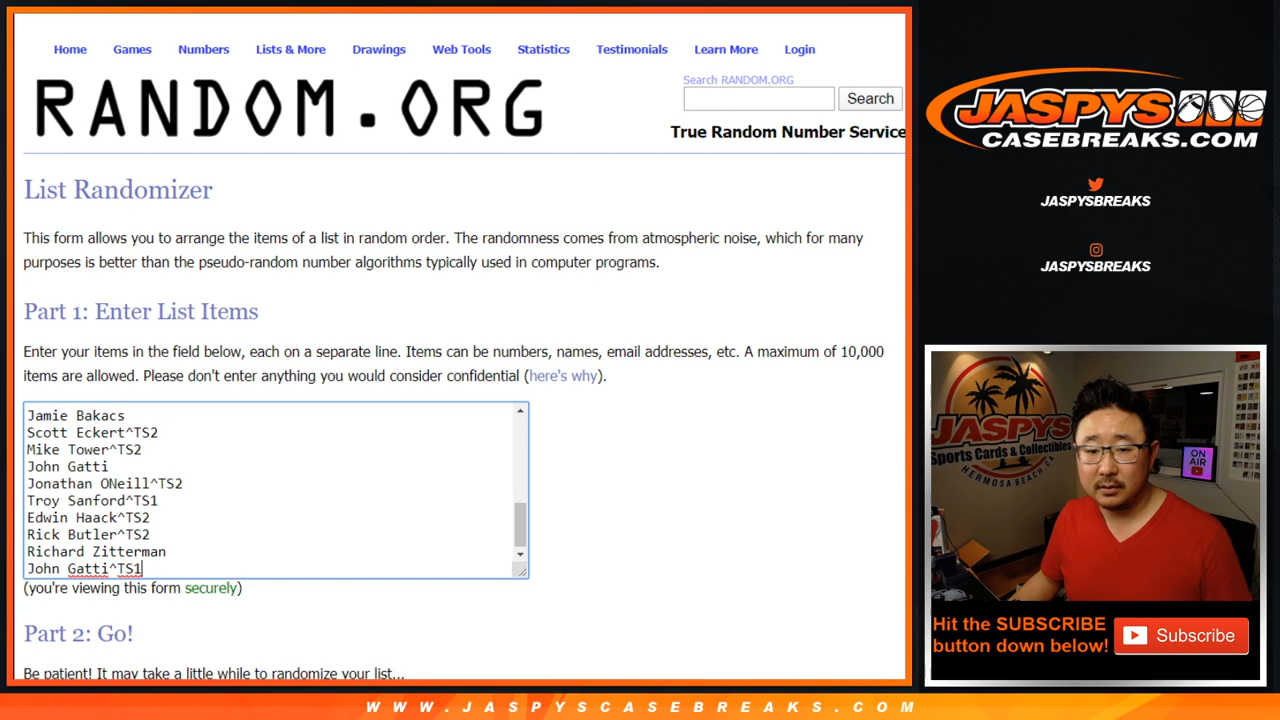 Home Games Numbers Lists & More Drawings Web Tools Statistics Testimonials Learn More Login
RANDOM.ORG
Search RANDOM.ORG
Search
True Random Number Service
List Randomizer
This form allows you to arrange the items of a list in random order. The randomness comes from atmospheric noise, which for many
purposes is better than the pseudo-random number algorithms typically used in computer programs.
Part 1: Enter List Items
Enter your items in the field below, each on a separate line. Items can be numbers, names, email addresses, etc. A maximum of 10,000
items are allowed. Please don't enter anything you would consider confidential (here's why).
Jamie Bakacs
Scott Eckert^TS2
Mike Tower^TS2
John Gatti
Jonathan ONeill^TS2
Troy Sanford^TS1
Edwin Haack^TS2
Rick Butler^TS2
Richard Zitterman
John Gatti^TS1
(you're viewing this form securely)
Part 2: Go!
Be patient! It may take a little while to randomize your list...
JASPYS
CASEBREAKS.COM
JASPYSBREAKS
JASPYSBREAKS
JASPYS
Sports Cards & Collectibles
HERMOSA BEACH, CA
ON AIR
Hit the SUBSCRIBE
button down below!
Subscribe
WWW.JASPYSCASEBREAKS.COM